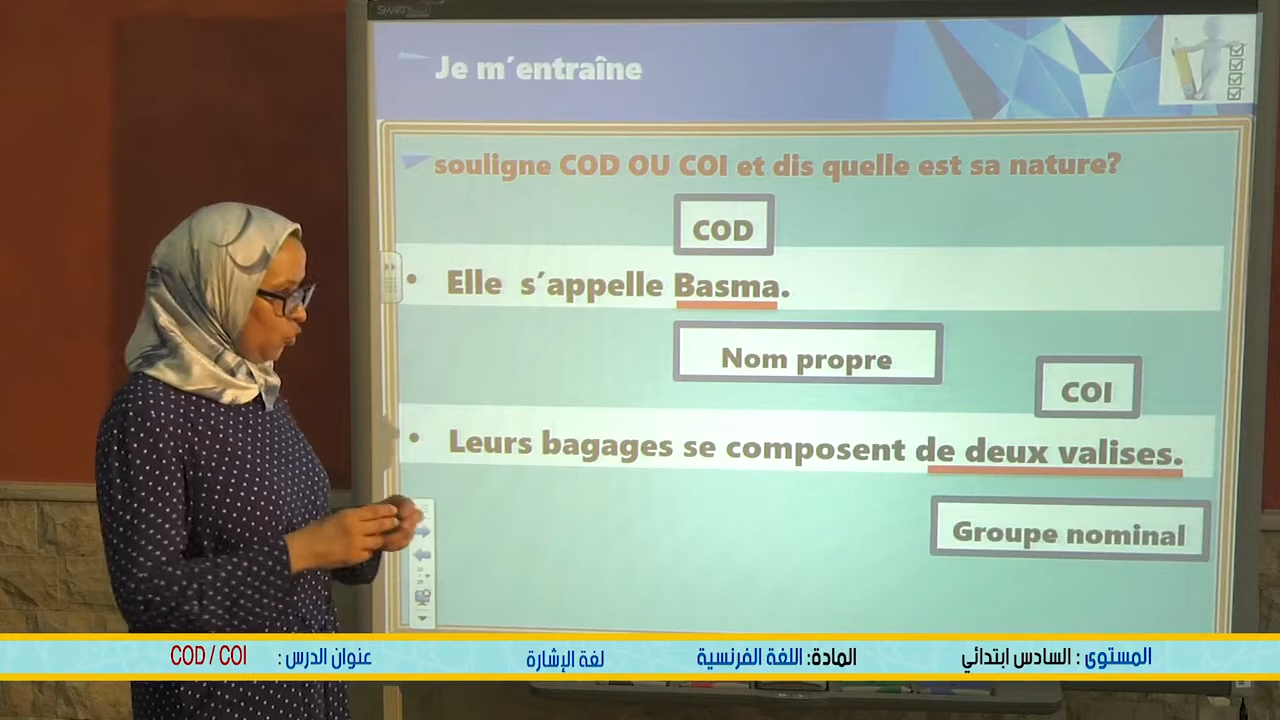 SMART
Je m´entraîne
souligne COD OU COI et dis quelle est sa nature?
COD
• Elle s´appelle Basma.
Nom propre
COI
• Leurs bagages se composent de deux valises.
Groupe nominal
المستوى : السادس ابتدائي المادة: اللغة الفرنسية لغة الإشارة عنوان الدرس : COD / COI